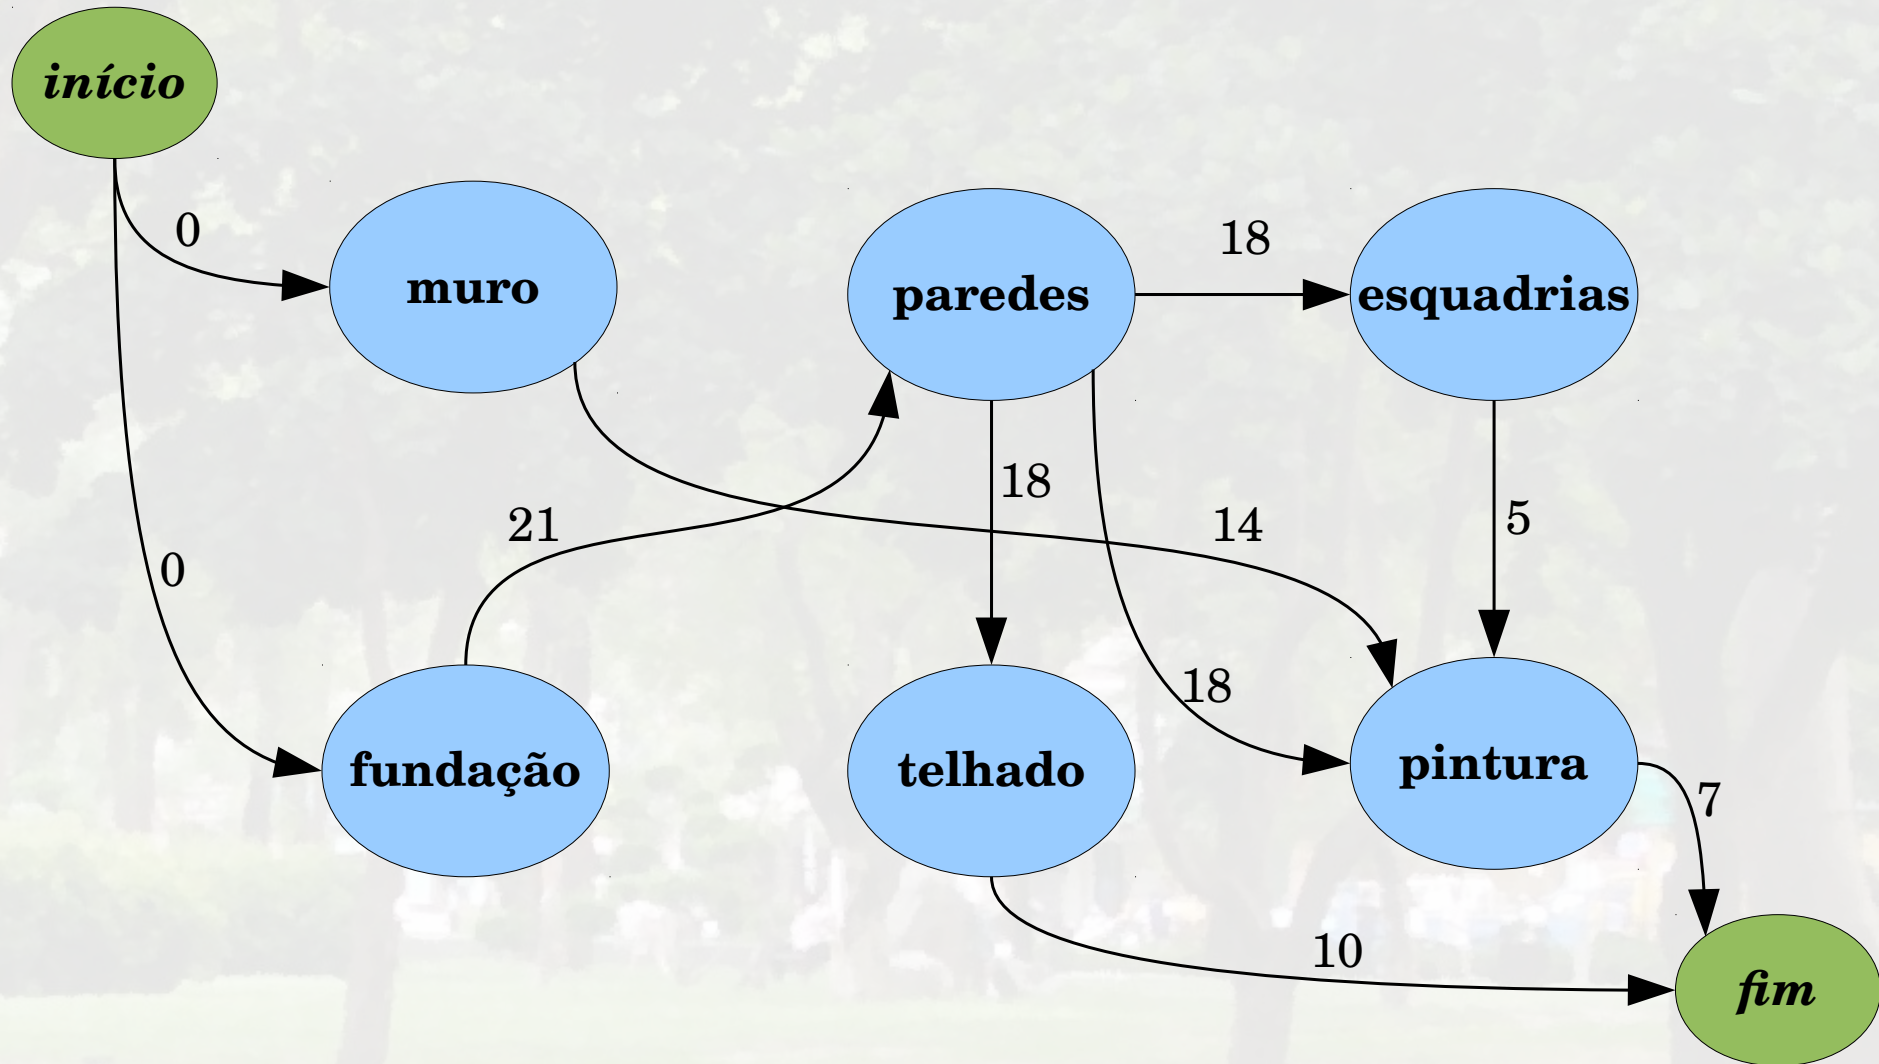 início
0
muro
paredes
18
esquadrias
18
21
14
5
0
18
fundação
telhado
pintura
7
10
fim